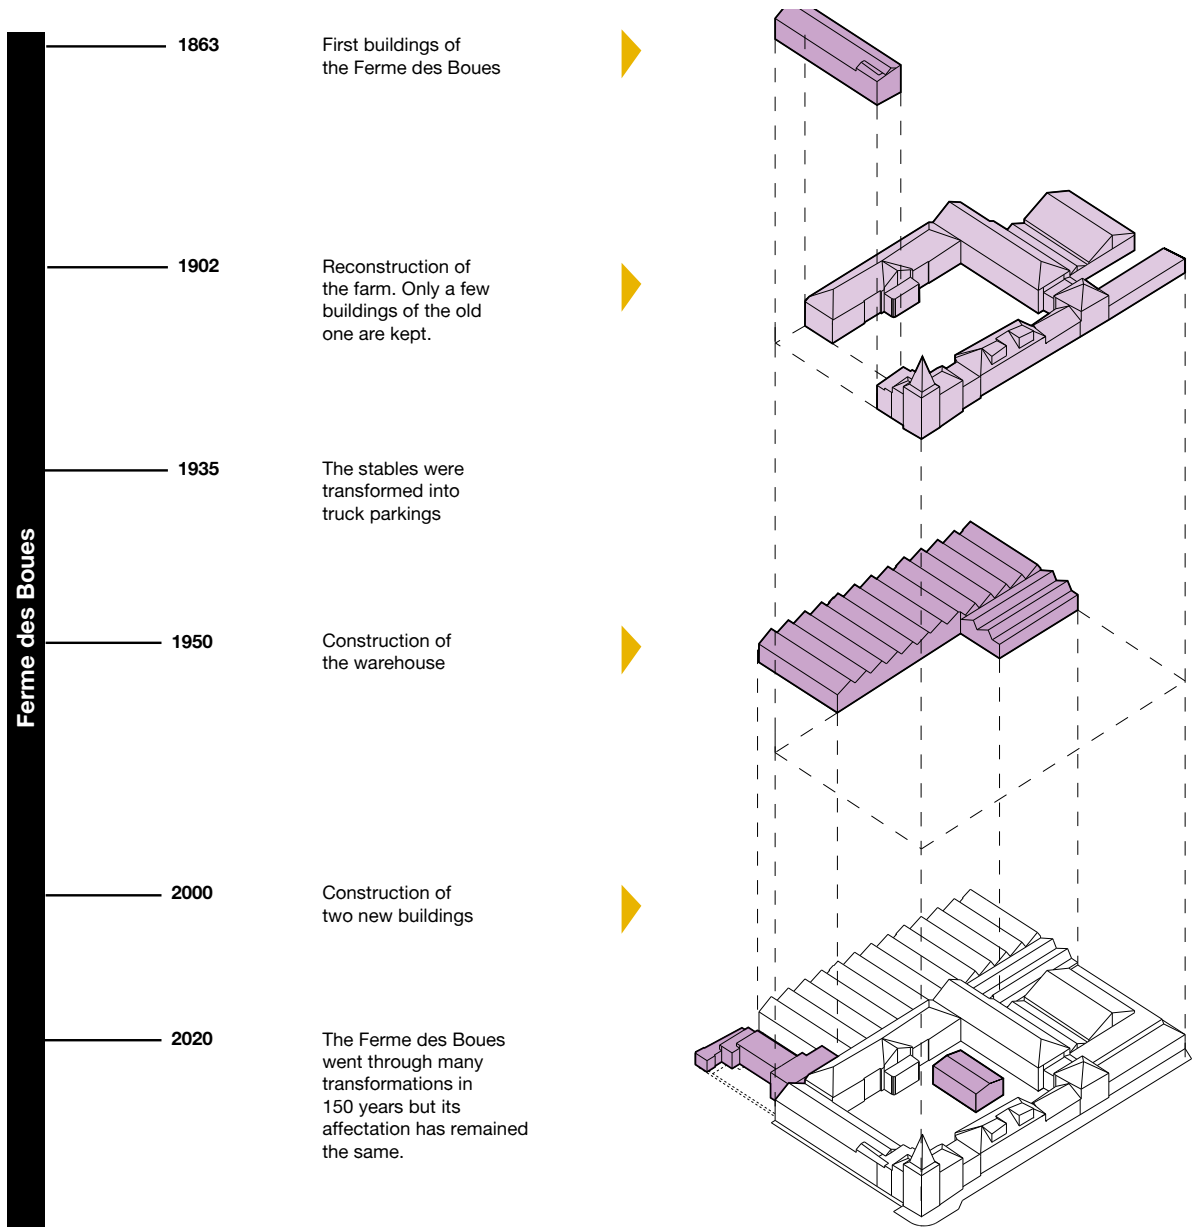 Ferme des Boues
1863
First buildings of
the Ferme des Boues
1902
Reconstruction of
the farm. Only a few
buildings of the old
one are kept.
1935
The stables were
transformed into
truck parkings
1950
Construction of
the warehouse
2000
Construction of
two new buildings
2020
The Ferme des Boues
went through many
transformations in
150 years but its
affectation has remained
the same.